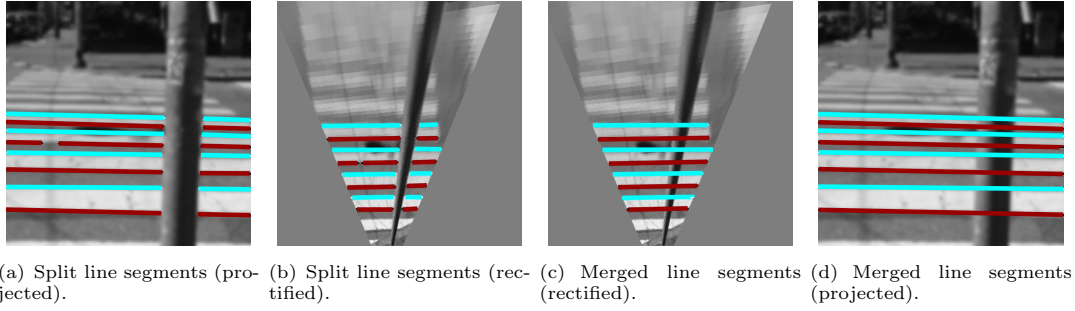 (a) Split line segments (pro-
jected).
(b) Split line segments (rec-
tified).
(c) Merged line segments
(rectified).
(d) Merged line segments
(projected).